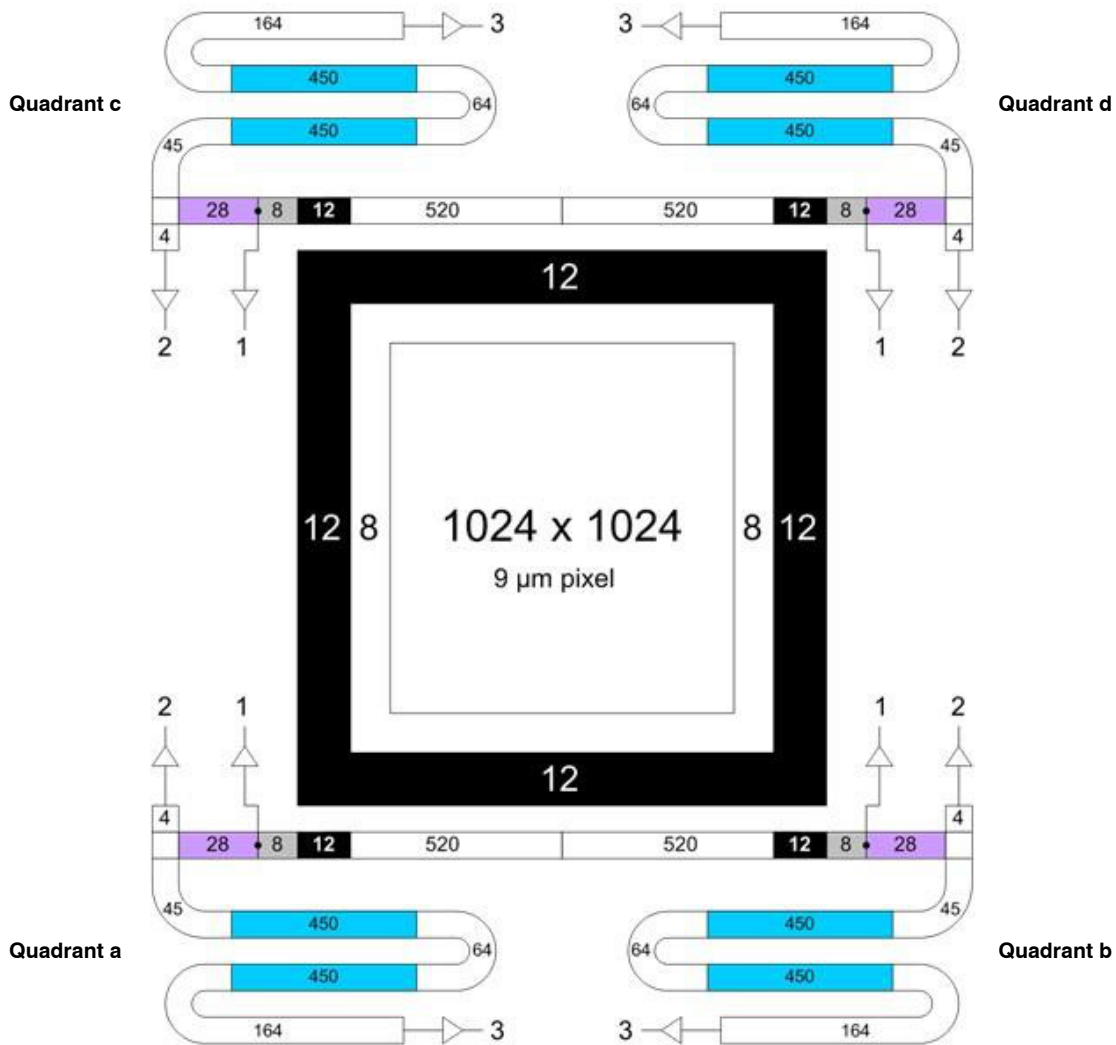 164 3 3 164
450 450
Quadrant c 64 64 Quadrant d
450 450
45 45
28 8 12 520 520 12 8 28
4 4
12
2 1 1 2
12 8 1024 x 1024 8 12
9 µm pixel
2 1 1 2
12
4 4
28 8 12 520 520 12 8 28
45 45
450 450
Quadrant a 64 64 Quadrant b
450 450
164 3 3 164